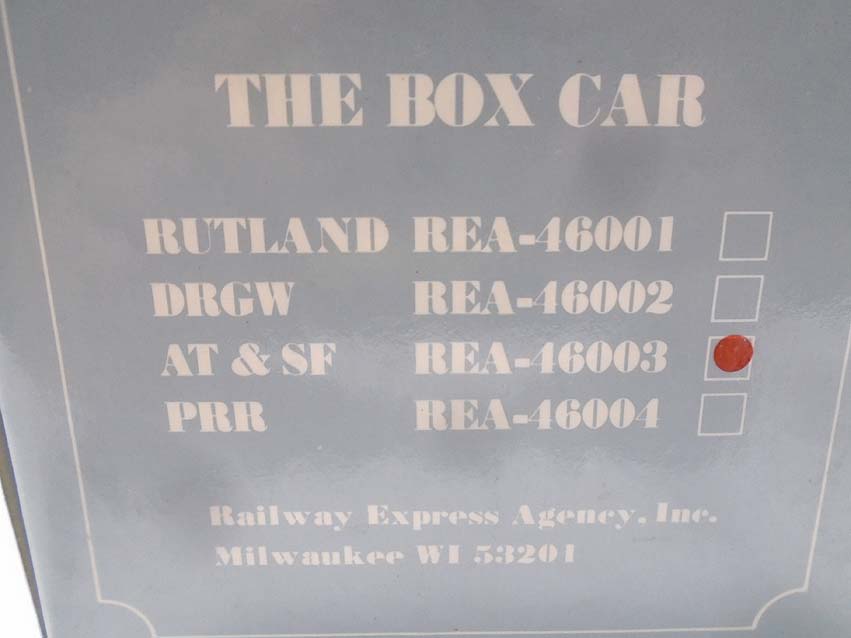 THE BOX CAR
RUTLAND REA-46001
DRGW REA-46002
AT & SF REA-46003
PRR REA-46004
Railway Express Agency, Inc.
Milwaukee WI 53201